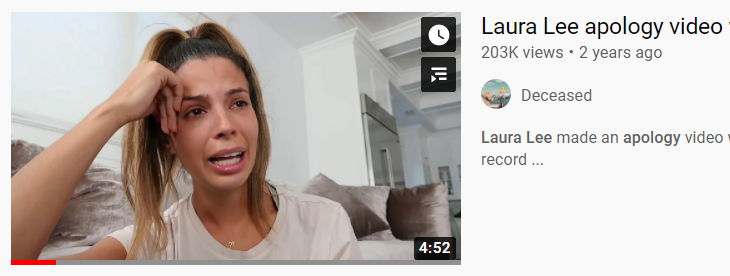 Laura Lee apology video
203K views • 2 years ago
Deceased
Laura Lee made an apology video
record ...
4:52